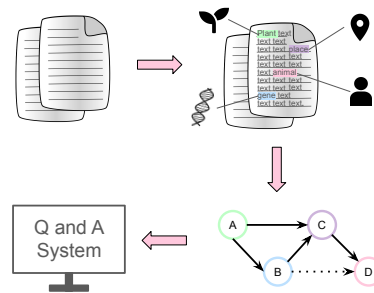 Plant text
text text
text text place
text text text
text text text
text animal
text text text
gene text
text text text
text text text,
Q and A
System
A
C
B
D